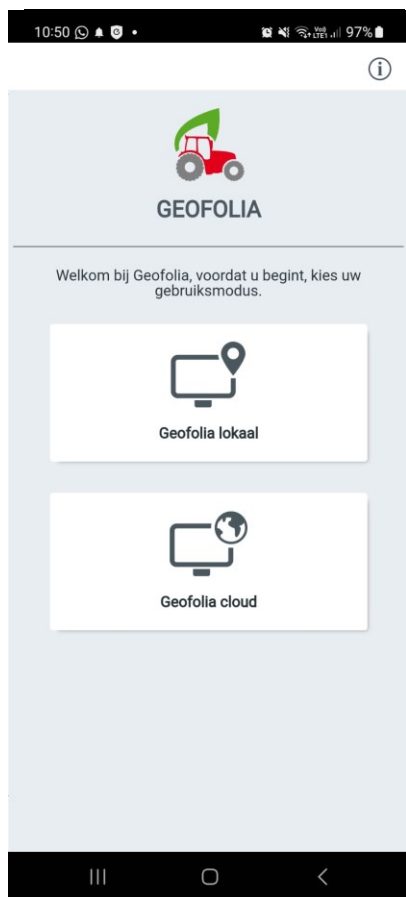 10:50 97%
GEOFOLIA
Welkom bij Geofolia, voordat u begint, kies uw
gebruiksmodus.
Geofolia lokaal
Geofolia cloud